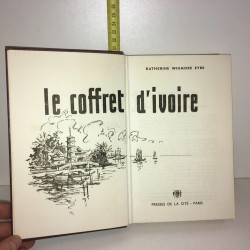 KATHERINE WIGMORE EYRE
le coffret d'ivoire
PRESSES DE LA CITÉ - PARIS